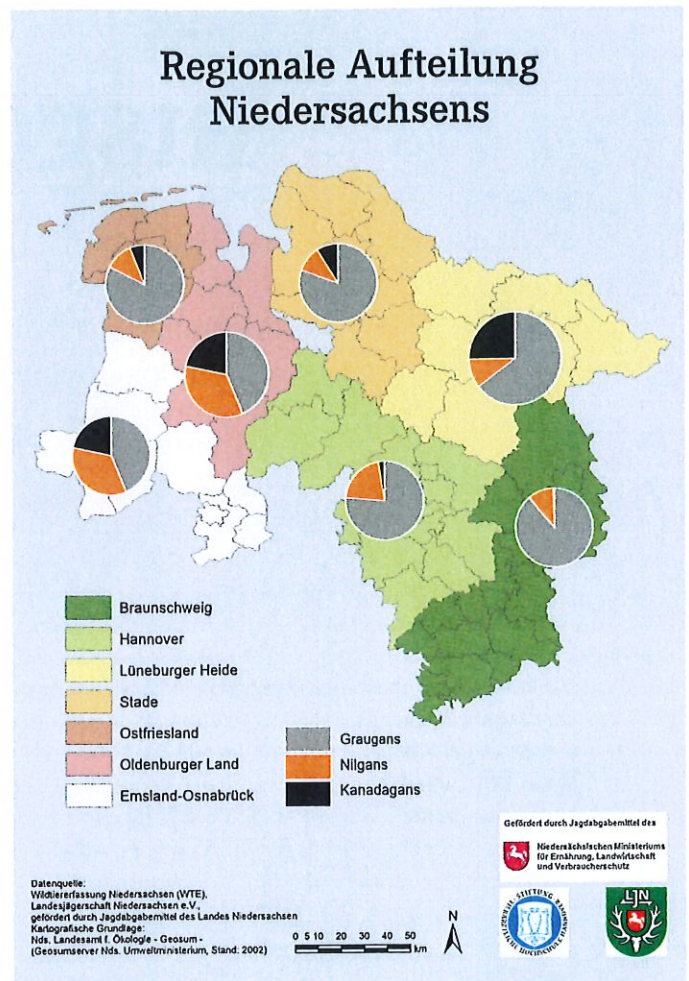 Regionale Aufteilung
Niedersachsens
Braunschweig
Hannover
Lüneburger Heide
Stade
Ostfriesland
Oldenburger Land
Emsland-Osnabrück
Graugans
Nilgans
Kanadagans
Gefördert durch Jagdabgabemittel des
Niedersächsischen Ministeriums
für Ernährung, Landwirtschaft
und Verbraucherschutz
Datenquelle:
Wildtiererfassung Niedersachsen (WTE),
Landesjägerschaft Niedersachsen e.V.,
gefördert durch Jagdabgabemittel des Landes Niedersachsen
Kartografische Grundlage:
Nds. Landesamt f. Ökologie - Geosum -
(Geosumserver Nds. Umweltministerium, Stand: 2002)
0 5 10 20 30 40 50
km
N
STIFTUNG
TIERÄRZTLICHE HOCHSCHULE HANNOVER
LJN